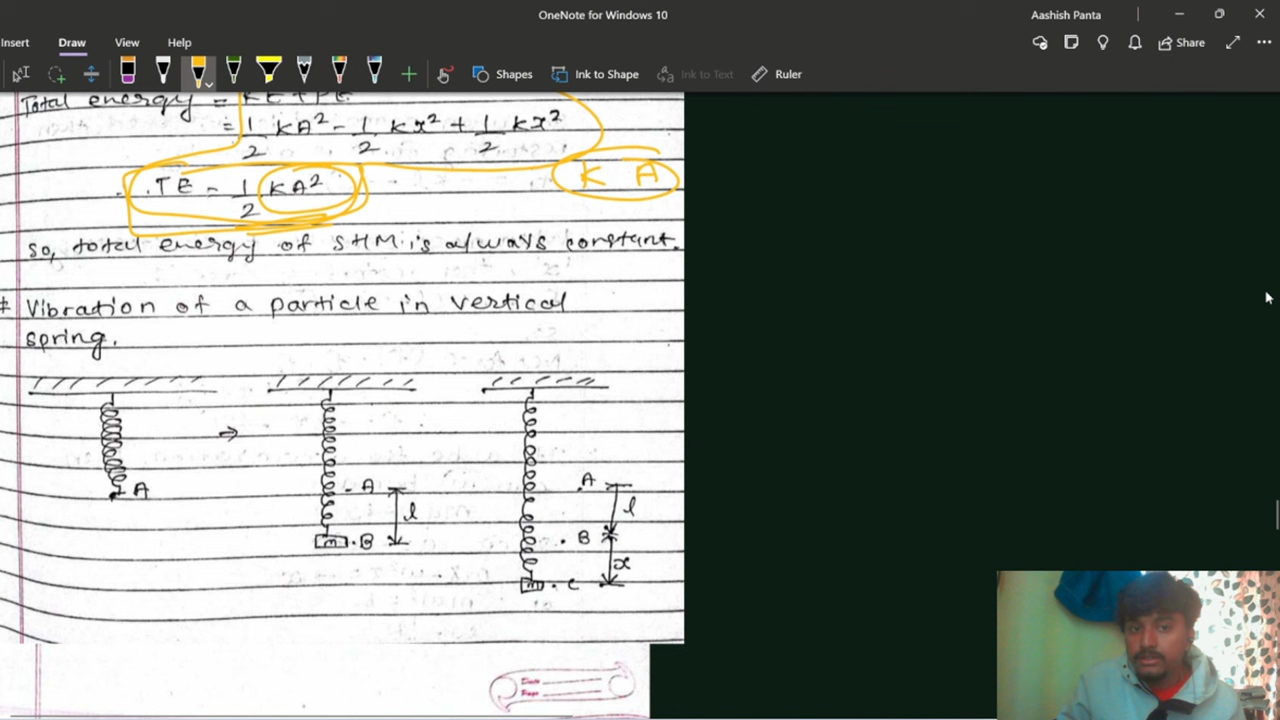 OneNote for Windows 10
Aashish Panta
Insert
Draw
View
Help
Shapes
Ink to Shape
Ink to Text
Ruler
Share
Total energy = KE + PE
= 1/2 KA² - 1/2 Kx² + 1/2 Kx²
K A
TE = 1/2 KA²
so, total energy of SHM is always constant.
Vibration of a particle in vertical
spring.
A
A
l
m
B
A
l
B
x
m
C
Date
Page